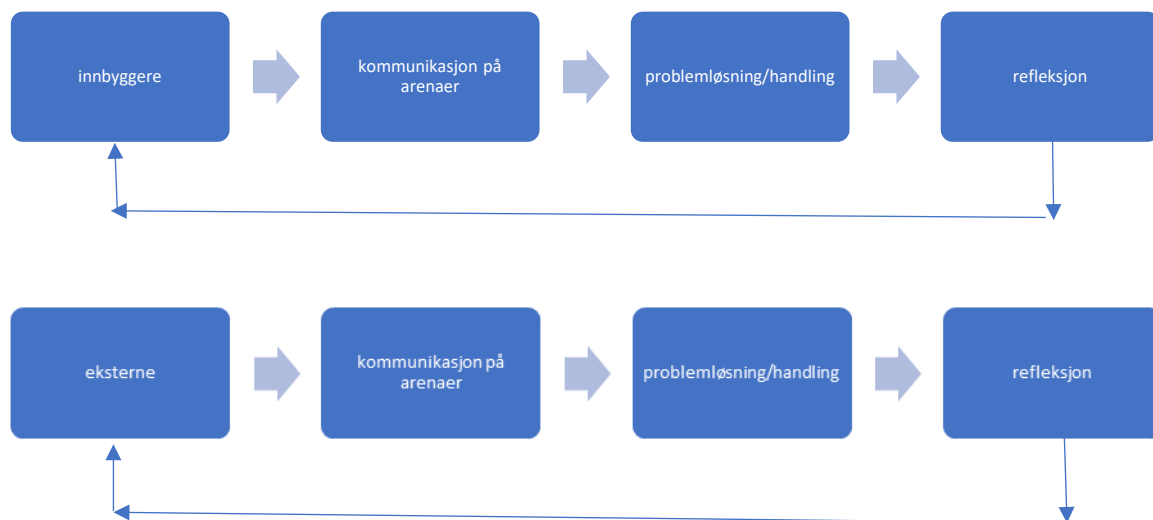 innbyggere
kommunikasjon på
arenaer
problemløsning/handling
refleksjon
eksterne
kommunikasjon på
arenaer
problemløsning/handling
refleksjon